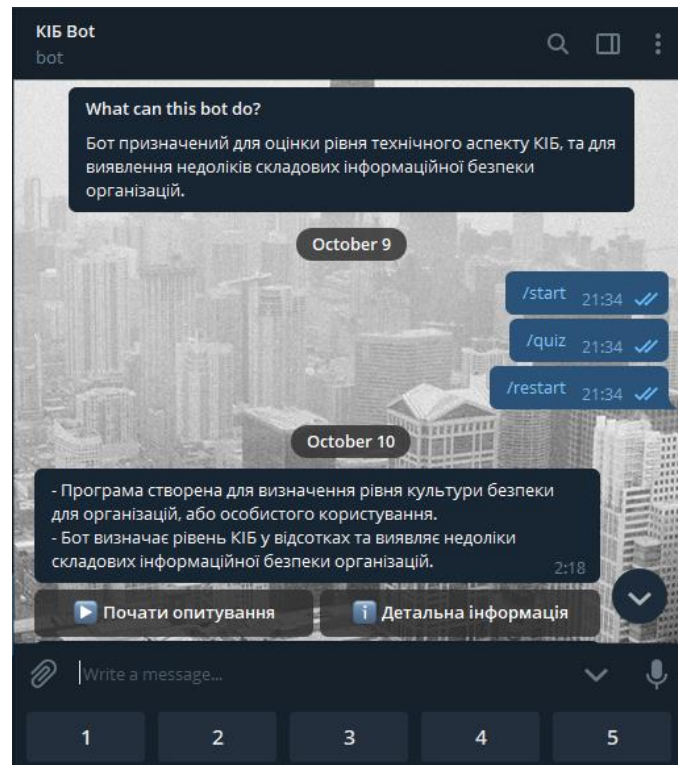 КІБ Bot
bot
What can this bot do?
Бот призначений для оцінки рівня технічного аспекту КІБ, та для
виявлення недоліків складових інформаційної безпеки
організацій.
October 9
/start 21:34
/quiz 21:34
/restart 21:34
October 10
- Програма створена для визначення рівня культури безпеки
для організацій, або особистого користування.
- Бот визначає рівень КІБ у відсотках та виявляє недоліки
складових інформаційної безпеки організацій.
2:18
Почати опитування
Детальна інформація
Write a message...
1 2 3 4 5